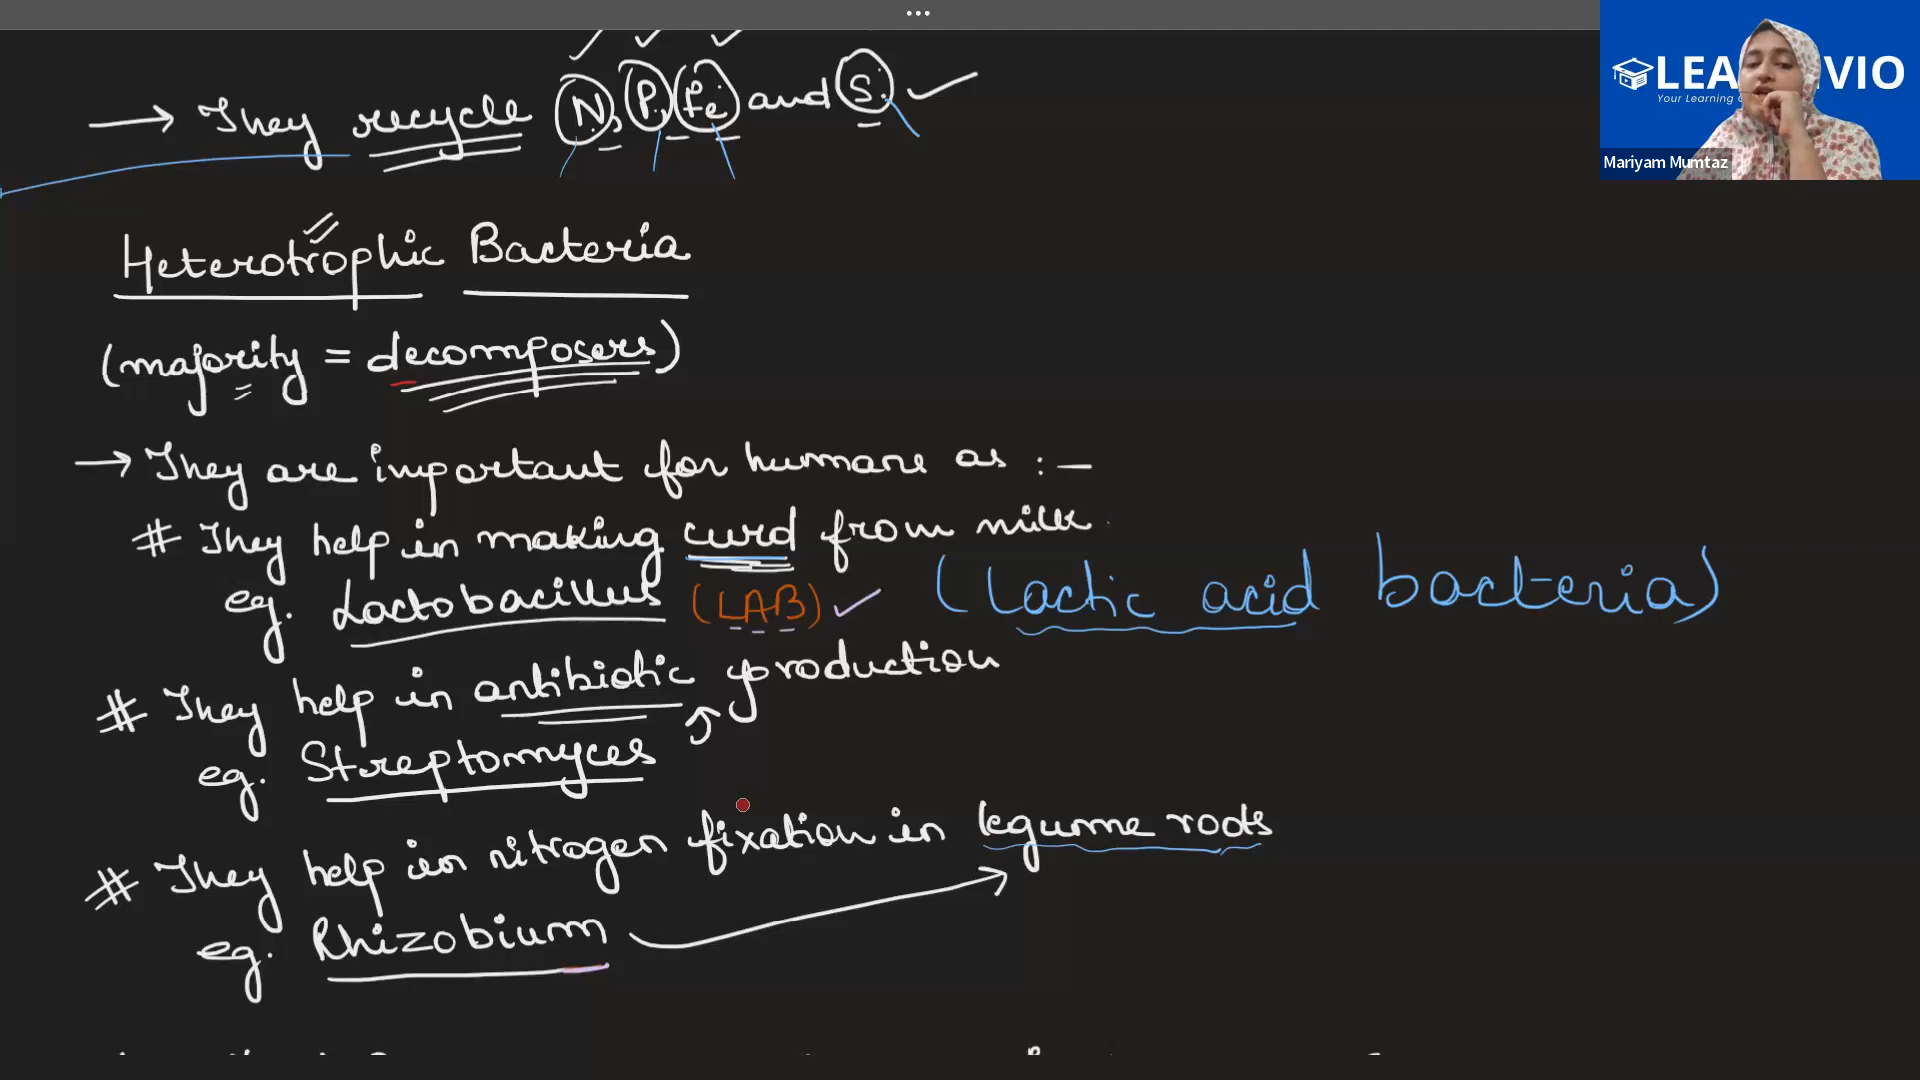 ...
→ They recycle N, P, Fe and S.
Heterotrophic Bacteria
(majority = decomposers)
→ They are important for humans as :-
# They help in making curd from milk.
eg. Lactobacillus (LAB) (Lactic acid bacteria)
# They help in antibiotic production
eg. Streptomyces
# They help in nitrogen fixation in legume roots
eg. Rhizobium
LEA VIO
Your Learning
Mariyam Mumtaz